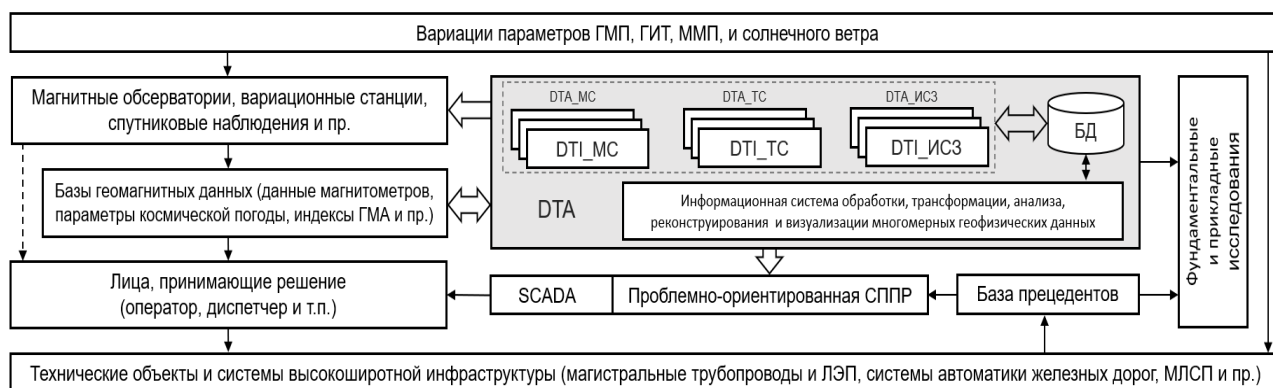 Вариации параметров ГМП, ГИТ, ММП, и солнечного ветра
Магнитные обсерватории, вариационные станции,
спутниковые наблюдения и пр.
Базы геомагнитных данных (данные магнитометров,
параметры космической погоды, индексы ГМА и пр.)
Лица, принимающие решение
(оператор, диспетчер и т.п.)
DTA_МС
DTA_ТС
DTA_ИСЗ
DTI_МС
DTI_ТС
DTI_ИСЗ
БД
DTA
Информационная система обработки, трансформации, анализа,
реконструирования и визуализации многомерных геофизических данных
SCADA
Проблемно-ориентированная СППР
База прецедентов
Фундаментальные
и прикладные
исследования
Технические объекты и системы высокоширотной инфраструктуры (магистральные трубопроводы и ЛЭП, системы автоматики железных дорог, МЛСП и пр.)